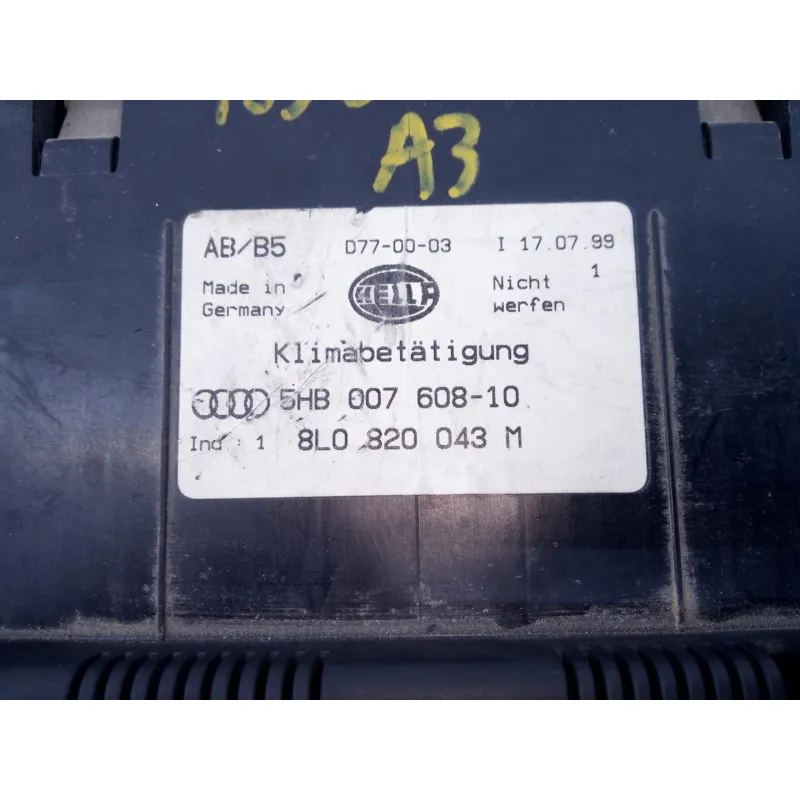 A3
AB/B5 D77-00-03 I 17.07.99
Made in Germany HELLA Nicht werfen 1
Klimabetätigung
5HB 007 608-10
Ind : 1 8L0 820 043 M